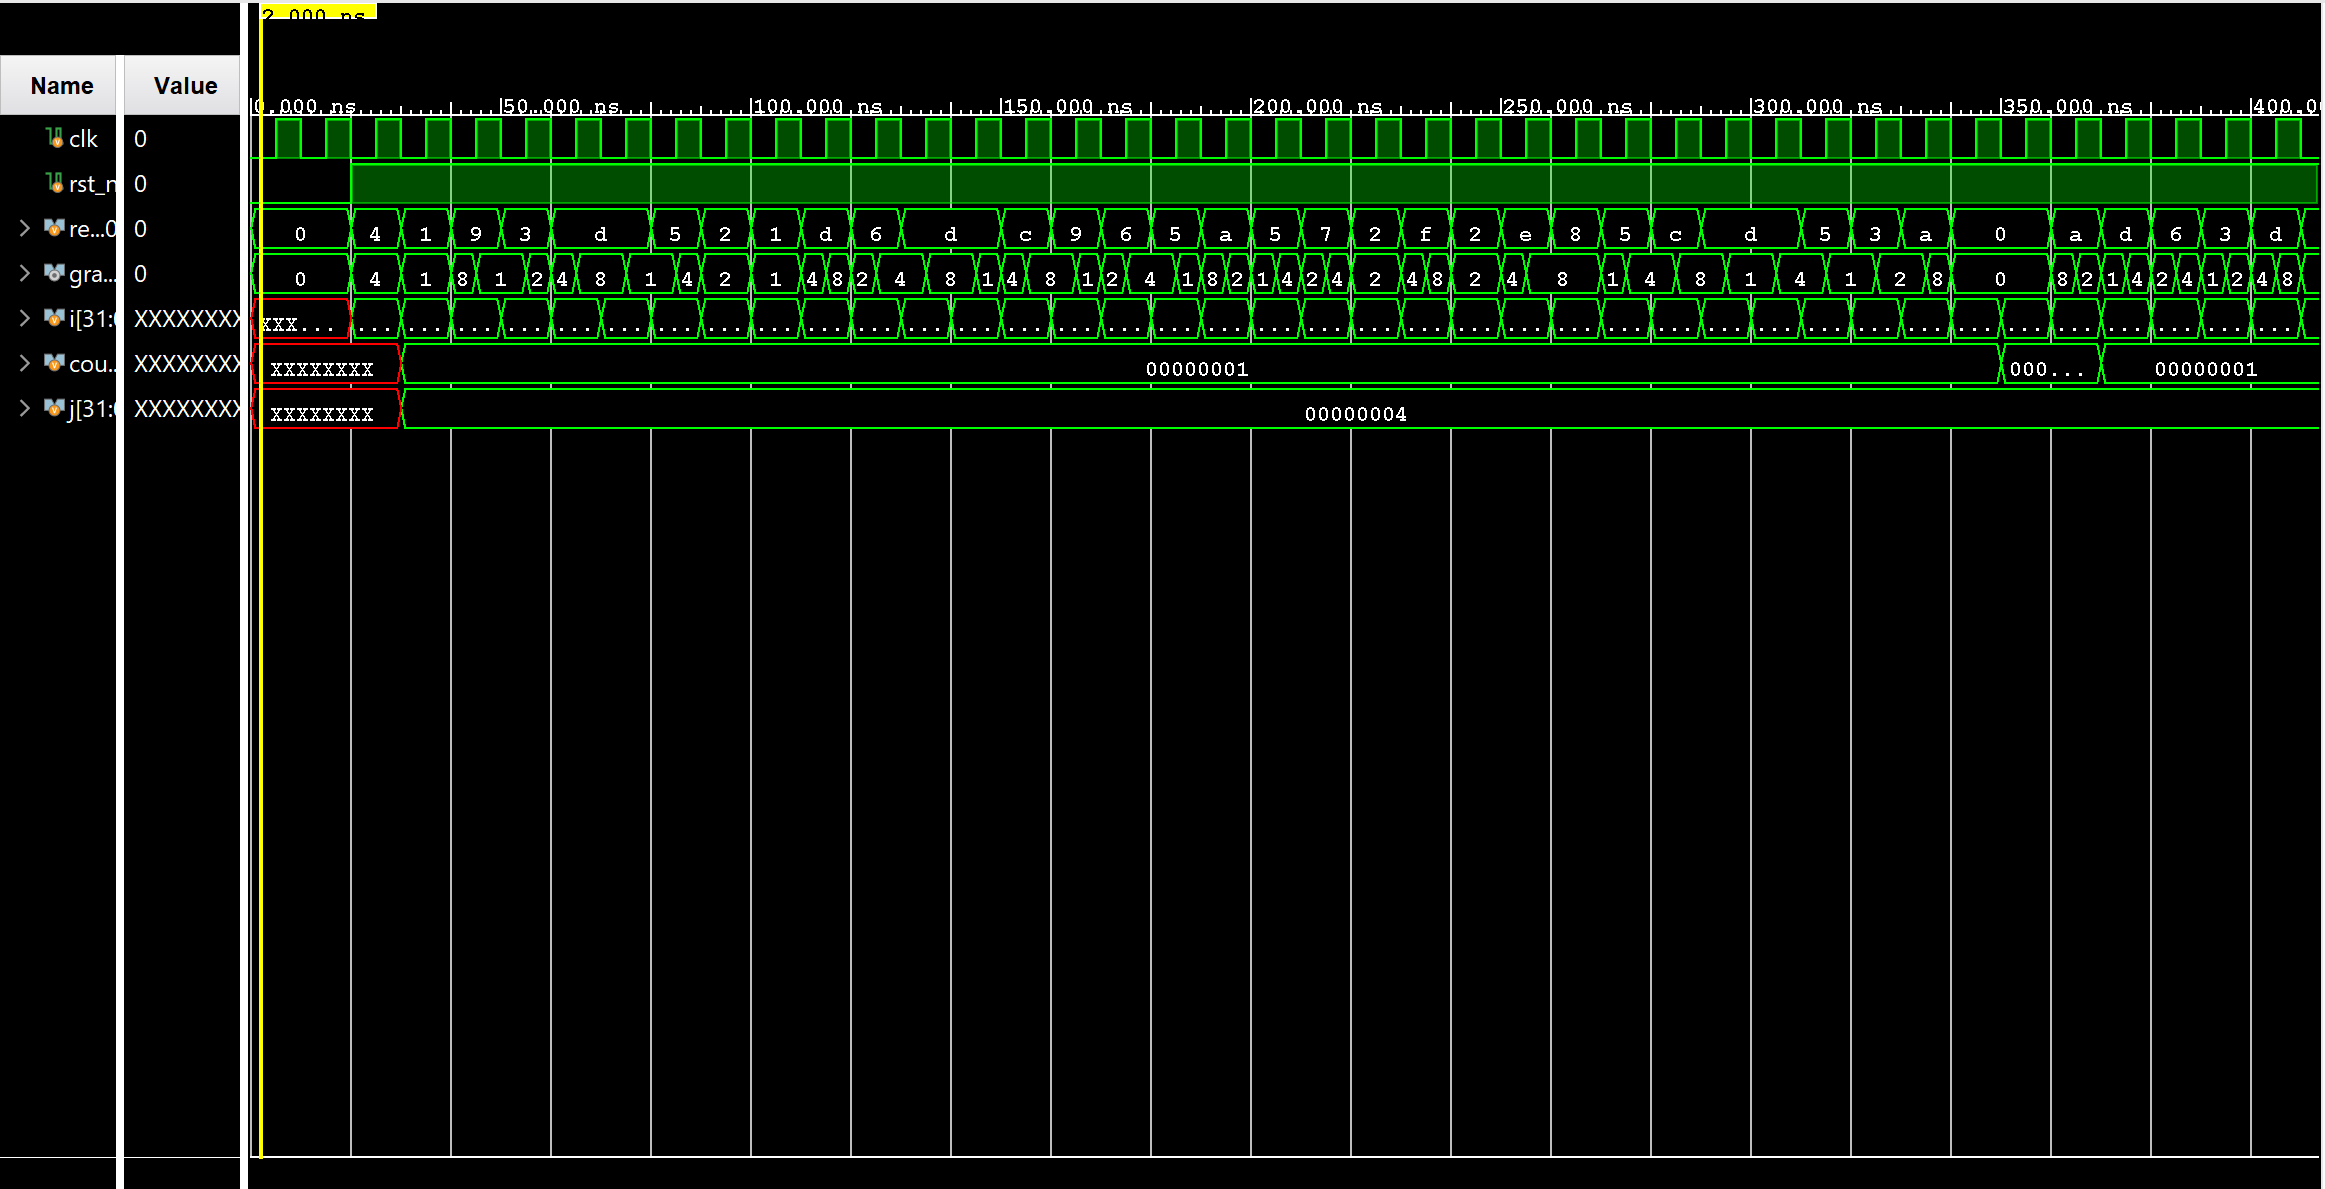 2.000 ns
Name Value
0.000 ns 50.000 ns 100.000 ns 150.000 ns 200.000 ns 250.000 ns 300.000 ns 350.000 ns 400.0
clk 0
rst_n 0
re...0 0 0 4 1 9 3 d 5 2 1 d 6 d c 9 6 5 a 5 7 2 f 2 e 8 5 c d 5 3 a 0 a d 6 3 d
gra... 0 0 4 1 8 1 2 4 8 1 4 2 1 4 8 2 4 8 1 4 8 1 2 4 1 8 2 1 4 2 4 2 4 8 2 4 8 1 4 8 1 4 1 2 8 0 8 2 1 4 2 4 1 2 4 8
i[31:0 XXXXXXXX XXX... ... ... ... ... ... ... ... ... ... ... ... ... ... ... ... ... ... ... ... ... ... ... ... ... ... ... ... ... ... ... ... ... ... ... ... ... ... ... ...
cou... XXXXXXXX XXXXXXXX 00000001 000... 00000001
j[31:0 XXXXXXXX XXXXXXXX 00000004